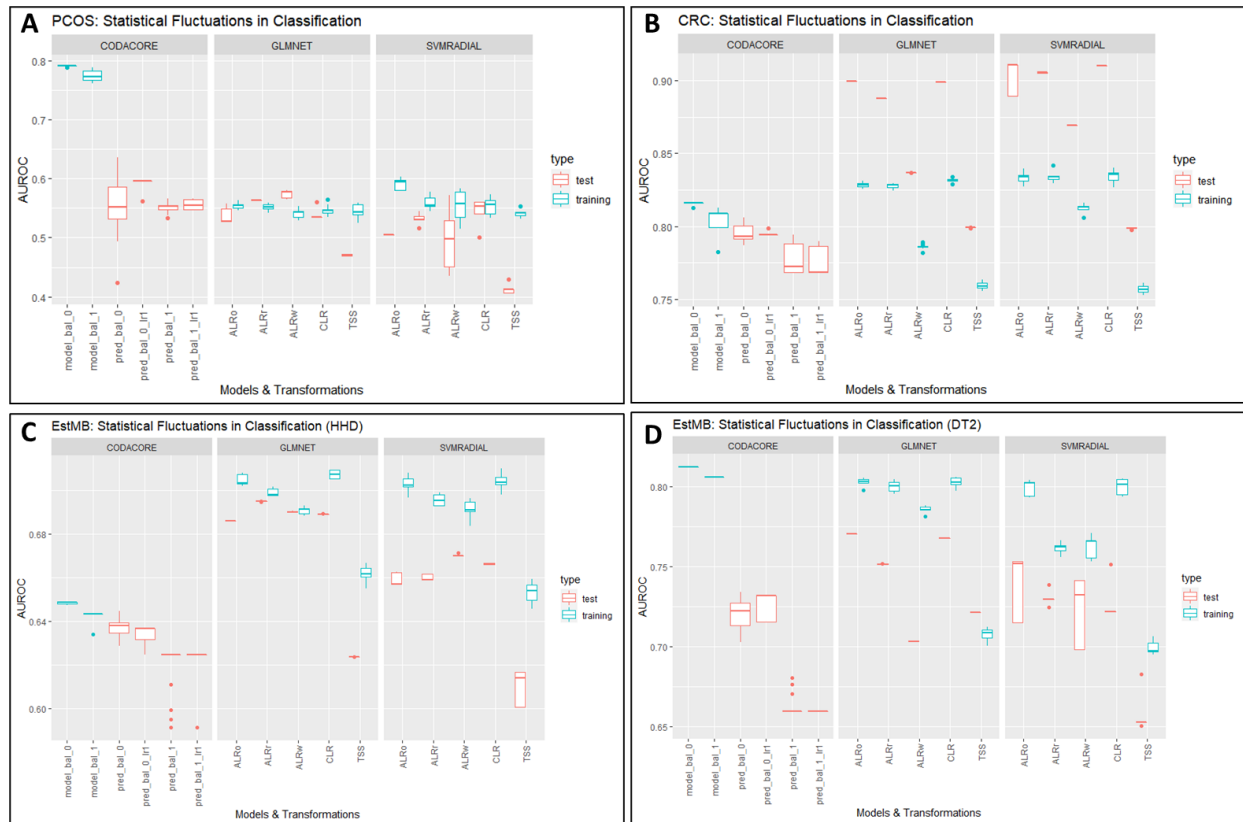 A
PCOS: Statistical Fluctuations in Classification
CODACORE GLMNET SVMRADIAL
0.8
0.7
0.6
0.5
0.4
AUROC
model_bal_0 model_bal_1 pred_bal_0 pred_bal_0_lr1 pred_bal_1 pred_bal_1_lr1 ALRo ALRr ALRw CLR TSS ALRo ALRr ALRw CLR TSS
Models & Transformations
type
test
training
B
CRC: Statistical Fluctuations in Classification
CODACORE GLMNET SVMRADIAL
0.90
0.85
0.80
0.75
AUROC
model_bal_0 model_bal_1 pred_bal_0 pred_bal_0_lr1 pred_bal_1 pred_bal_1_lr1 ALRo ALRr ALRw CLR TSS ALRo ALRr ALRw CLR TSS
Models & Transformations
type
test
training
C
EstMB: Statistical Fluctuations in Classification (HHD)
CODACORE GLMNET SVMRADIAL
0.68
0.64
0.60
AUROC
model_bal_0 model_bal_1 pred_bal_0 pred_bal_0_lr1 pred_bal_1 pred_bal_1_lr1 ALRo ALRr ALRw CLR TSS ALRo ALRr ALRw CLR TSS
Models & Transformations
type
test
training
D
EstMB: Statistical Fluctuations in Classification (DT2)
CODACORE GLMNET SVMRADIAL
0.80
0.75
0.70
0.65
AUROC
model_bal_0 model_bal_1 pred_bal_0 pred_bal_0_lr1 pred_bal_1 pred_bal_1_lr1 ALRo ALRr ALRw CLR TSS ALRo ALRr ALRw CLR TSS
Models & Transformations
type
test
training